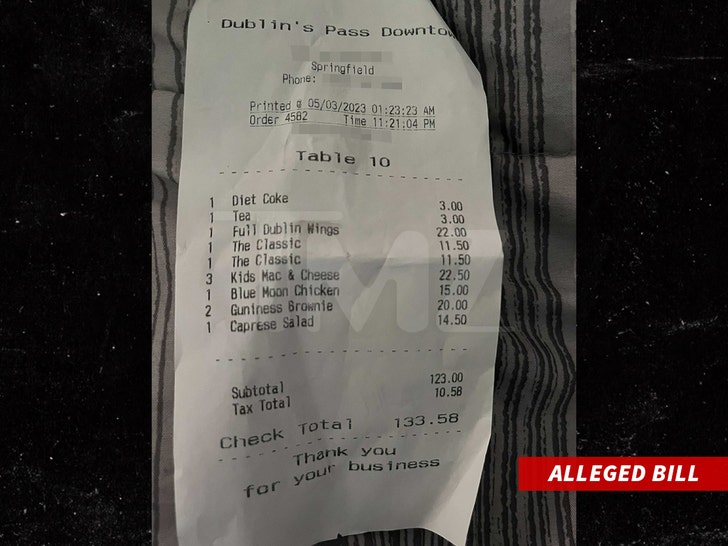 Dublin's Pass Downto
Springfield
Phone:
Printed @ 05/03/2023 01:23:23 AM
Order 4582 Time 11:21:04 PM
Table 10
1 Diet Coke 3.00
1 Tea 3.00
1 Full Dublin Wings 22.00
1 The Classic 11.50
1 The Classic 11.50
3 Kids Mac & Cheese 22.50
1 Blue Moon Chicken 15.00
2 Guniness Brownie 20.00
1 Caprese Salad 14.50
Subtotal 123.00
Tax Total 10.58
Check Total 133.58
Thank you
for your business
TMZ
ALLEGED BILL